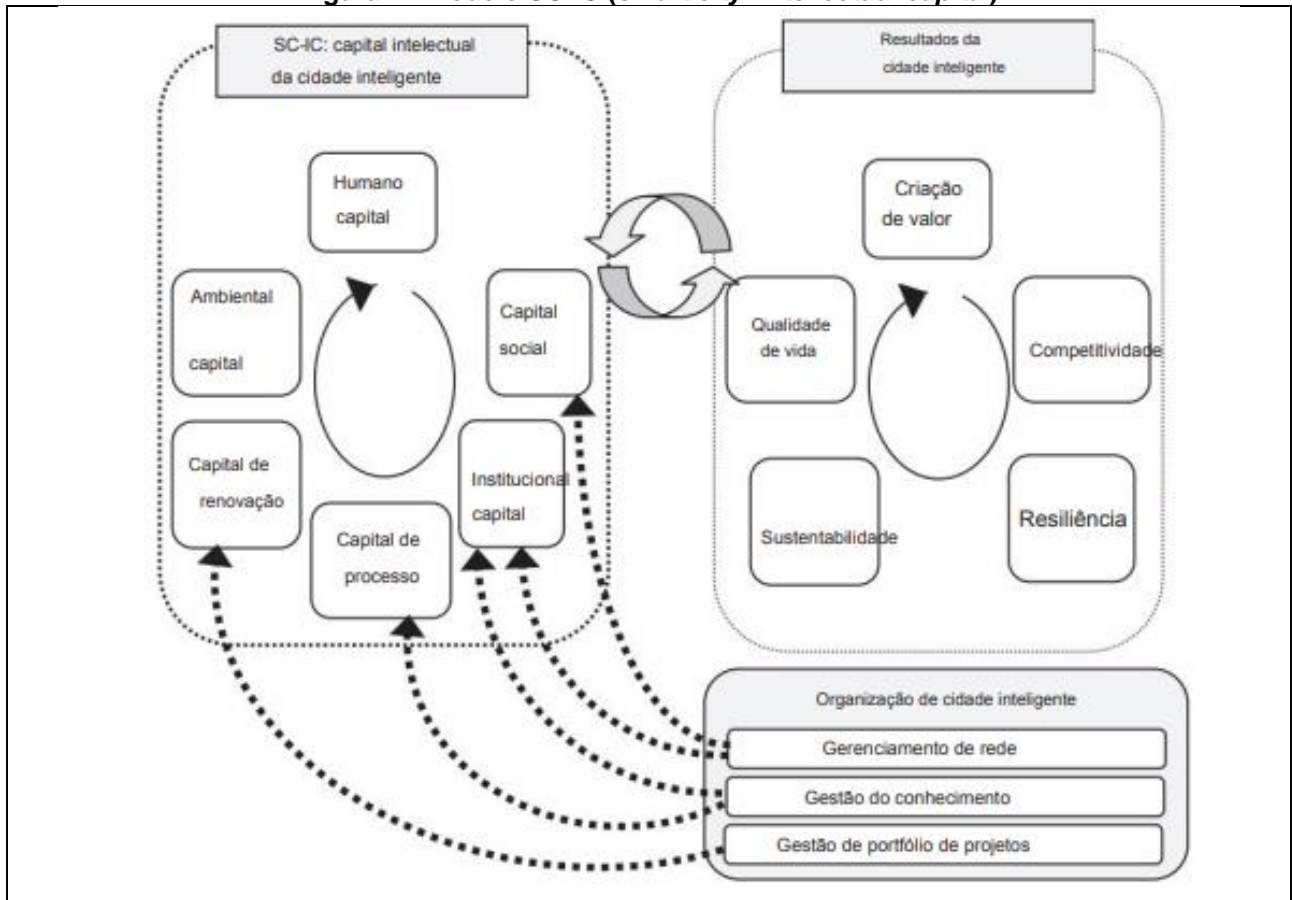 SC-IC: capital intelectual
da cidade inteligente
Humano
capital
Ambiental
capital
Capital
social
Capital de
renovação
Institucional
capital
Capital de
processo
Resultados da
cidade inteligente
Criação
de valor
Qualidade
de vida
Competitividade
Sustentabilidade
Resiliência
Organização de cidade inteligente
Gerenciamento de rede
Gestão do conhecimento
Gestão de portfólio de projetos